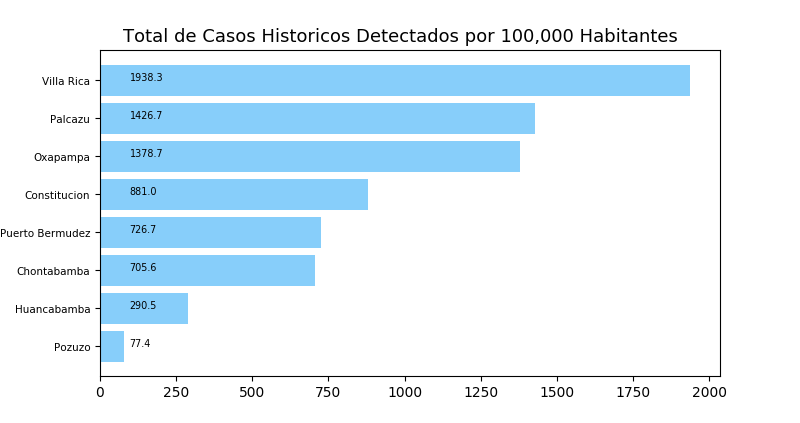 Total de Casos Historicos Detectados por 100,000 Habitantes
Villa Rica 1938.3
Palcazu 1426.7
Oxapampa 1378.7
Constitucion 881.0
Puerto Bermudez 726.7
Chontabamba 705.6
Huancabamba 290.5
Pozuzo 77.4
0 250 500 750 1000 1250 1500 1750 2000